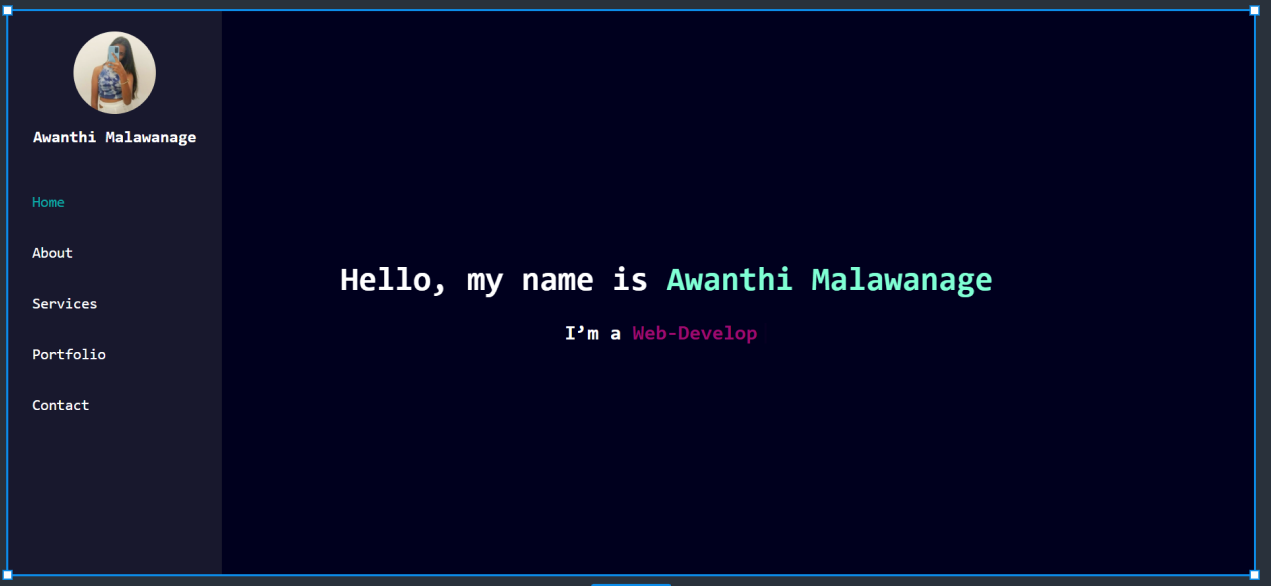 Awanthi Malawanage
Home
About
Services
Portfolio
Contact
Hello, my name is Awanthi Malawanage
I’m a Web-Develop